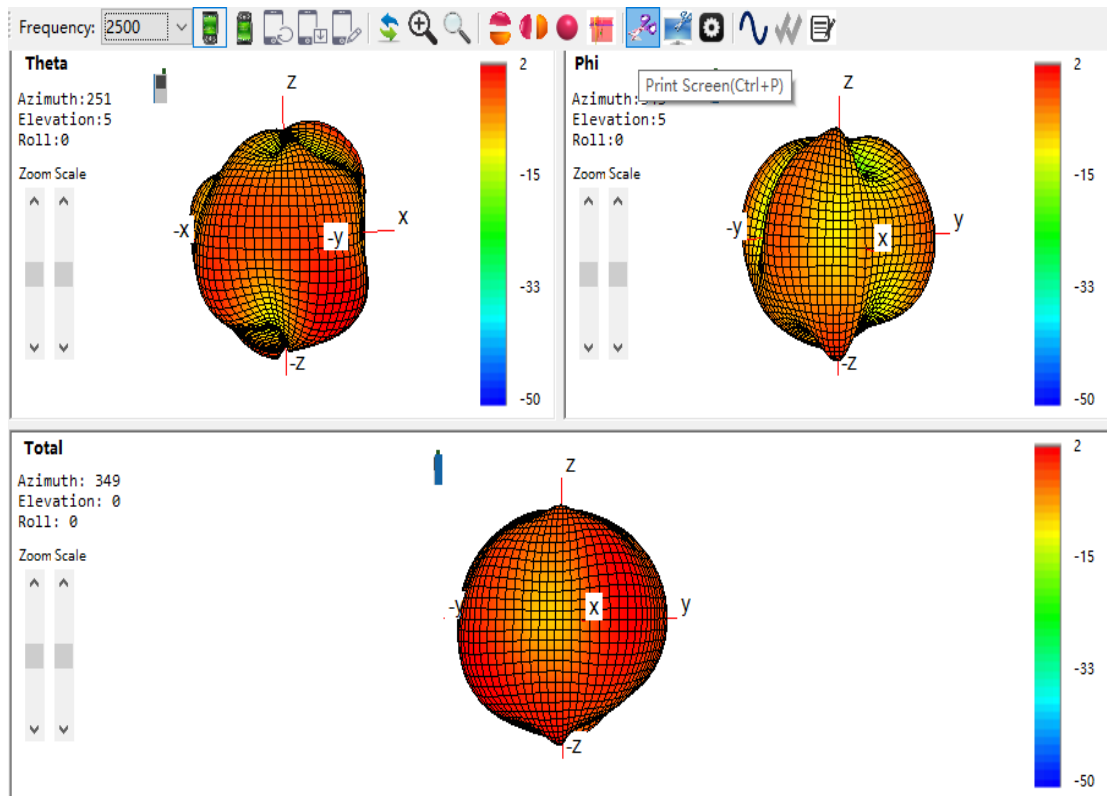 Frequency: 2500
Theta
Azimuth:251
Elevation:5
Roll:0
Zoom Scale
z
-x
-y
x
-z
2
-15
-33
-50
Phi
Print Screen(Ctrl+P)
Elevation:5
Roll:0
Zoom Scale
z
-y
x
y
-z
2
-15
-33
-50
Total
Azimuth: 349
Elevation: 0
Roll: 0
Zoom Scale
z
-y
x
y
-z
2
-15
-33
-50